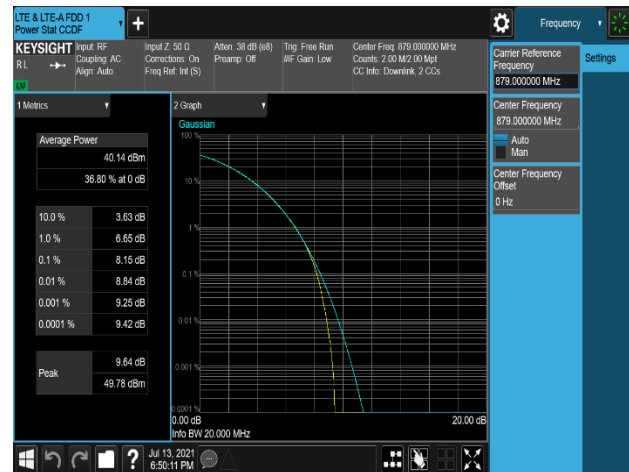 LTE & LTE-A FDD 1
Power Stat CCDF
Frequency
KEYSIGHT
RL
Input: RF
Coupling: AC
Align: Auto
Input Z: 50 Ω
Corrections: On
Freq Ref: Int (S)
Atten: 38 dB (e8)
Preamp: Off
Trig: Free Run
#IF Gain: Low
Center Freq: 879.000000 MHz
Counts: 2.00 M/2.00 Mpt
CC Info: Downlink, 2 CCs
LNI
Carrier Reference
Frequency
879.000000 MHz
Settings
Center Frequency
879.000000 MHz
Auto
Man
Center Frequency
Offset
0 Hz
1 Metrics
Average Power
40.14 dBm
36.80 % at 0 dB
10.0 % 3.63 dB
1.0 % 6.65 dB
0.1 % 8.15 dB
0.01 % 8.84 dB
0.001 % 9.25 dB
0.0001 % 9.42 dB
Peak
9.64 dB
49.78 dBm
2 Graph
Gaussian
100 %
10 %
1 %
0.1 %
0.01 %
0.001 %
0.0001 %
0.00 dB
20.00 dB
Info BW 20.000 MHz
?
Jul 13, 2021
6:50:11 PM